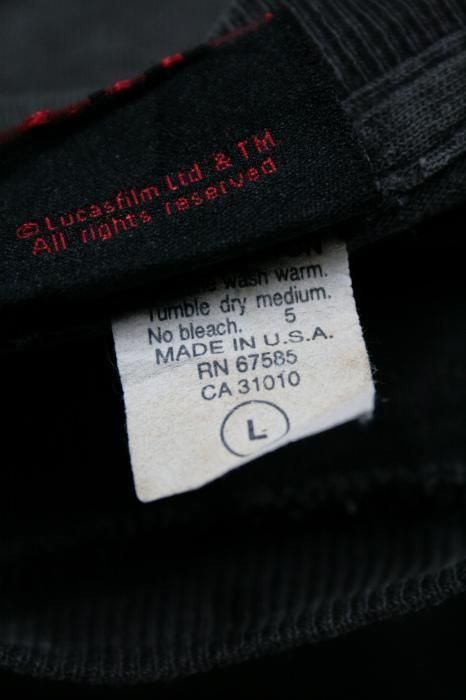 © Lucasfilm Ltd & TM
All rights reserved
wash warm.
Tumble dry medium.
No bleach. 5
MADE IN U.S.A.
RN 67585
CA 31010
L